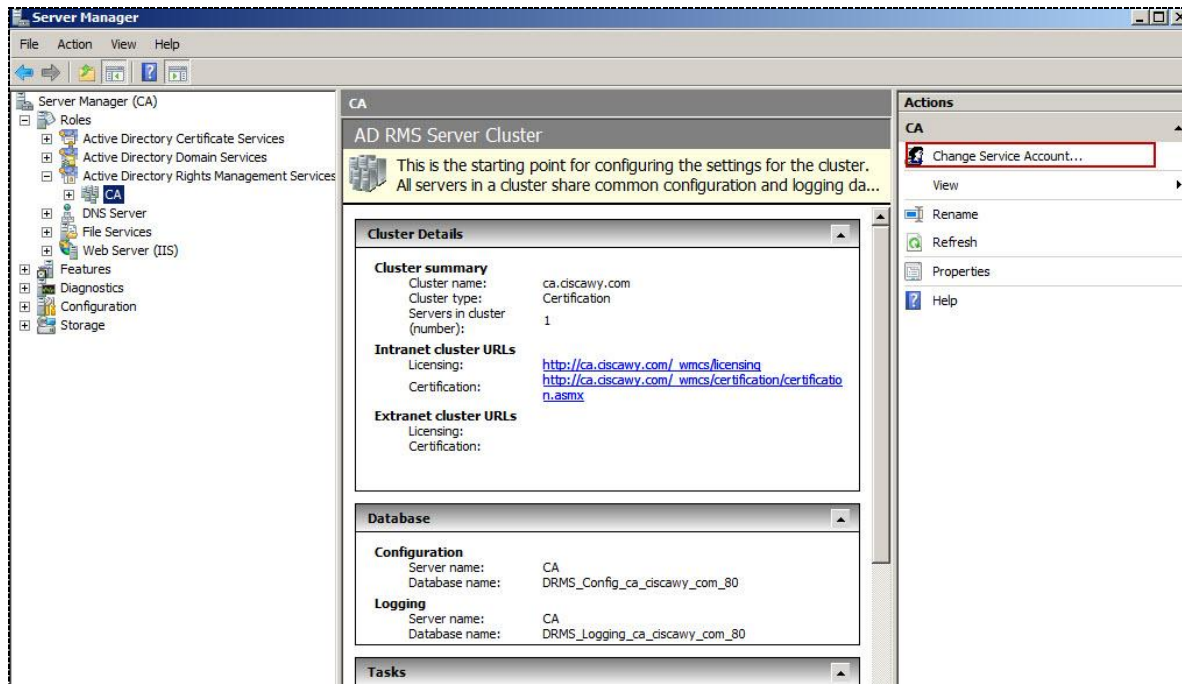 Server Manager
File Action View Help
Server Manager (CA)
Roles
Active Directory Certificate Services
Active Directory Domain Services
Active Directory Rights Management Services
CA
DNS Server
File Services
Web Server (IIS)
Features
Diagnostics
Configuration
Storage
CA
AD RMS Server Cluster
This is the starting point for configuring the settings for the cluster.
All servers in a cluster share common configuration and logging da...
Cluster Details
Cluster summary
Cluster name: ca.ciscawy.com
Cluster type: Certification
Servers in cluster
(number): 1
Intranet cluster URLs
Licensing: http://ca.ciscawy.com/_wmcs/licensing
Certification: http://ca.ciscawy.com/_wmcs/certification/certificatio
n.asmx
Extranet cluster URLs
Licensing:
Certification:
Database
Configuration
Server name: CA
Database name: DRMS_Config_ca_ciscawy_com_80
Logging
Server name: CA
Database name: DRMS_Logging_ca_ciscawy_com_80
Tasks
Actions
CA
Change Service Account...
View
Rename
Refresh
Properties
Help